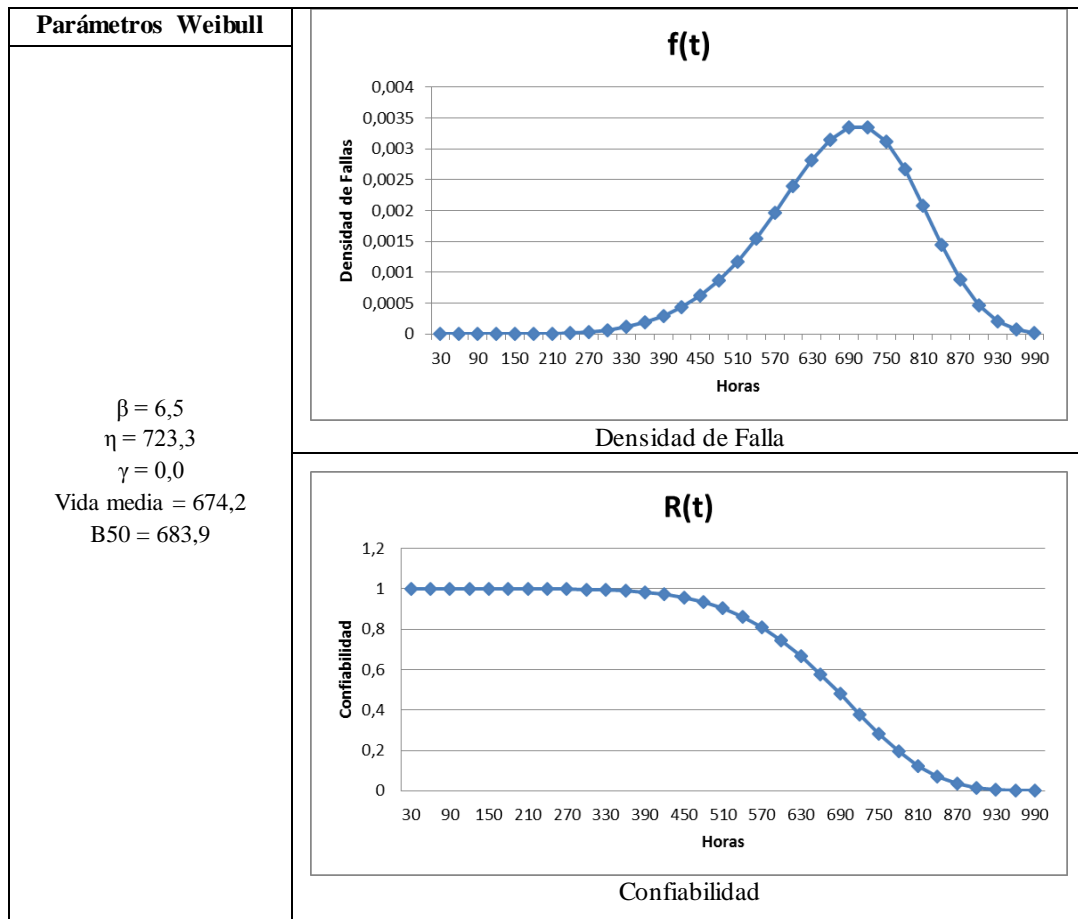 Parámetros Weibull
β = 6,5
η = 723,3
γ = 0,0
Vida media = 674,2
B50 = 683,9
f(t)
Densidad de Fallas
0,004
0,0035
0,003
0,0025
0,002
0,0015
0,001
0,0005
0
30 90 150 210 270 330 390 450 510 570 630 690 750 810 870 930 990
Horas
Densidad de Falla
R(t)
Confiabilidad
1,2
1
0,8
0,6
0,4
0,2
0
30 90 150 210 270 330 390 450 510 570 630 690 750 810 870 930 990
Horas
Confiabilidad